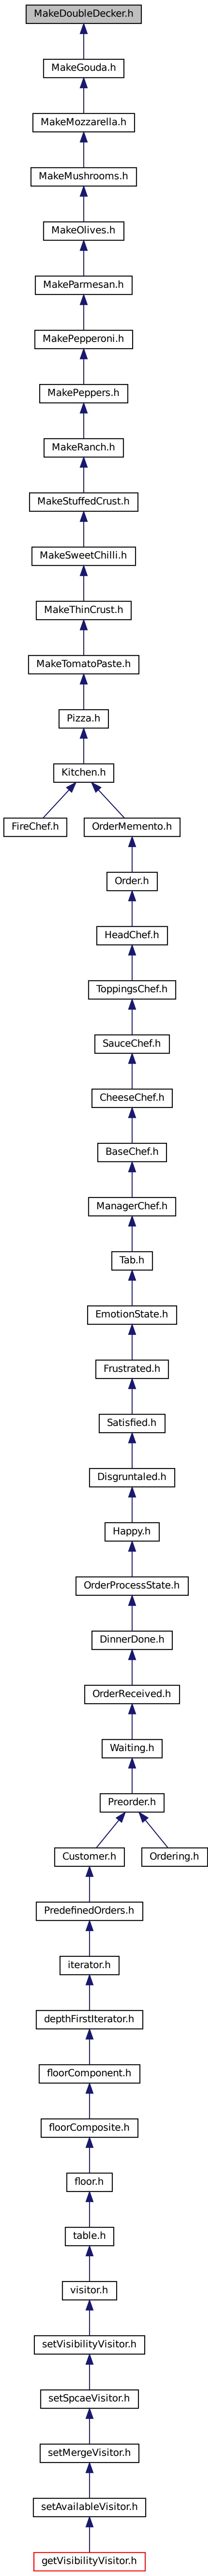 MakeDoubleDecker.h
MakeGouda.h
MakeMozzarella.h
MakeMushrooms.h
MakeOlives.h
MakeParmesan.h
MakePepperoni.h
MakePeppers.h
MakeRanch.h
MakeStuffedCrust.h
MakeSweetChilli.h
MakeThinCrust.h
MakeTomatoPaste.h
Pizza.h
Kitchen.h
FireChef.h
OrderMemento.h
Order.h
HeadChef.h
ToppingsChef.h
SauceChef.h
CheeseChef.h
BaseChef.h
ManagerChef.h
Tab.h
EmotionState.h
Frustrated.h
Satisfied.h
Disgruntaled.h
Happy.h
OrderProcessState.h
DinnerDone.h
OrderReceived.h
Waiting.h
Preorder.h
Customer.h
Ordering.h
PredefinedOrders.h
iterator.h
depthFirstIterator.h
floorComponent.h
floorComposite.h
floor.h
table.h
visitor.h
setVisibilityVisitor.h
setSpcaeVisitor.h
setMergeVisitor.h
setAvailableVisitor.h
getVisibilityVisitor.h